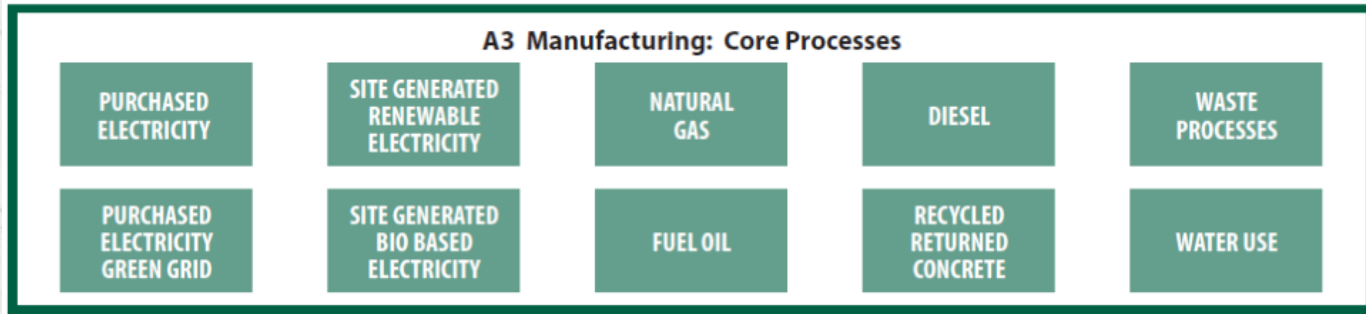 A3 Manufacturing: Core Processes
PURCHASED
ELECTRICITY
SITE GENERATED
RENEWABLE
ELECTRICITY
NATURAL
GAS
DIESEL
WASTE
PROCESSES
PURCHASED
ELECTRICITY
GREEN GRID
SITE GENERATED
BIO BASED
ELECTRICITY
FUEL OIL
RECYCLED
RETURNED
CONCRETE
WATER USE